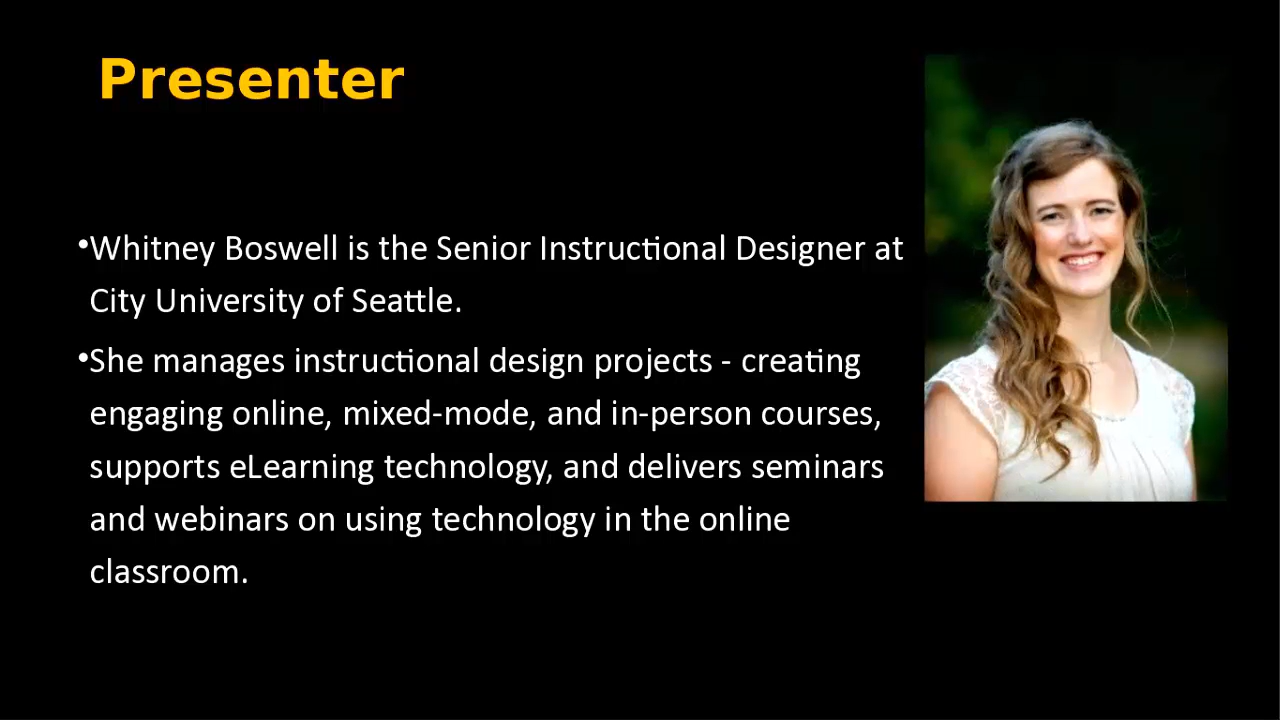 Presenter
•Whitney Boswell is the Senior Instructional Designer at
City University of Seattle.
•She manages instructional design projects - creating
engaging online, mixed-mode, and in-person courses,
supports eLearning technology, and delivers seminars
and webinars on using technology in the online
classroom.